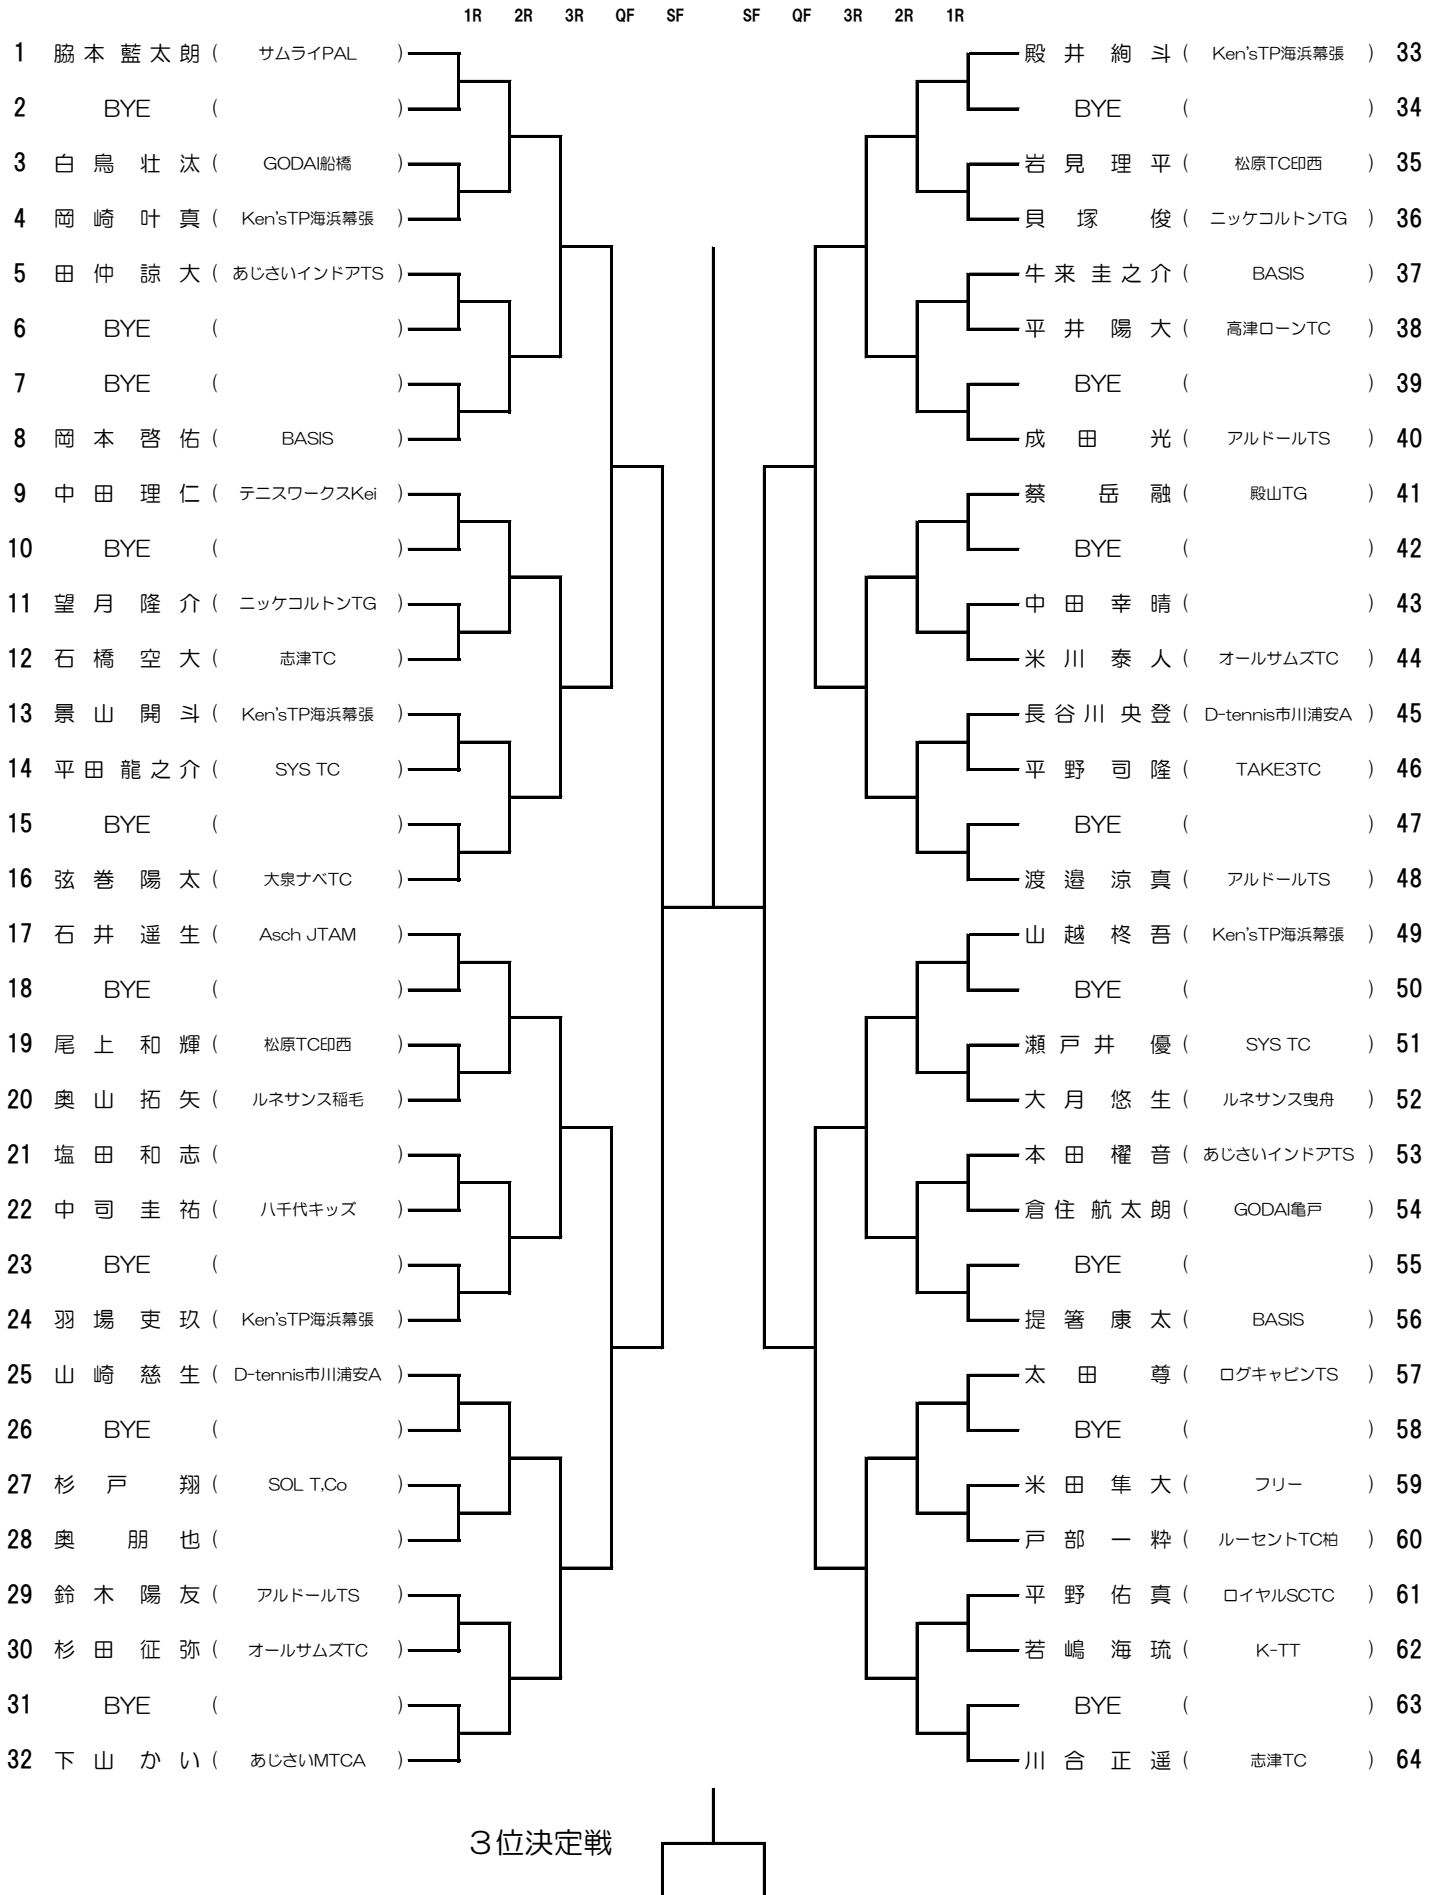 1R 2R 3R QF SF SF QF 3R 2R 1R
1 脇本 藍太朗 ( サムライPAL ) 殿井 絢斗 ( Ken'sTP海浜幕張 ) 33
2 BYE ( ) BYE ( ) 34
3 白鳥 壮汰 ( GODAI船橋 ) 岩見 理平 ( 松原TC印西 ) 35
4 岡崎 叶真 ( Ken'sTP海浜幕張 ) 貝塚 俊 ( ニッケコルトンTG ) 36
5 田仲 諒大 ( あじさいインドアTS ) 牛来 圭之介 ( BASIS ) 37
6 BYE ( ) 平井 陽大 ( 高津ローンTC ) 38
7 BYE ( ) BYE ( ) 39
8 岡本 啓佑 ( BASIS ) 成田 光 ( アルドールTS ) 40
9 中田 理仁 ( テニスワークスKei ) 蔡 岳融 ( 殿山TG ) 41
10 BYE ( ) BYE ( ) 42
11 望月 隆介 ( ニッケコルトンTG ) 中田 幸晴 ( ) 43
12 石橋 空大 ( 志津TC ) 米川 泰人 ( オールサムズTC ) 44
13 景山 開斗 ( Ken'sTP海浜幕張 ) 長谷川 央登 ( D-tennis市川浦安A ) 45
14 平田 龍之介 ( SYS TC ) 平野 司隆 ( TAKE3TC ) 46
15 BYE ( ) BYE ( ) 47
16 弦巻 陽太 ( 大泉ナベTC ) 渡邉 涼真 ( アルドールTS ) 48
17 石井 遥生 ( Asch JTAM ) 山越 柊吾 ( Ken'sTP海浜幕張 ) 49
18 BYE ( ) BYE ( ) 50
19 尾上 和輝 ( 松原TC印西 ) 瀬戸井 優 ( SYS TC ) 51
20 奥山 拓矢 ( ルネサンス稲毛 ) 大月 悠生 ( ルネサンス曳舟 ) 52
21 塩田 和志 ( ) 本田 櫂音 ( あじさいインドアTS ) 53
22 中司 圭祐 ( 八千代キッズ ) 倉住 航太朗 ( GODAI亀戸 ) 54
23 BYE ( ) BYE ( ) 55
24 羽場 吏玖 ( Ken'sTP海浜幕張 ) 提箸 康太 ( BASIS ) 56
25 山崎 慈生 ( D-tennis市川浦安A ) 太田 尊 ( ログキャビンTS ) 57
26 BYE ( ) BYE ( ) 58
27 杉戸 翔 ( SOL T,Co ) 米田 隼大 ( フリー ) 59
28 奥 朋也 ( ) 戸部 一粋 ( ルーセントTC柏 ) 60
29 鈴木 陽友 ( アルドールTS ) 平野 佑真 ( ロイヤルSCTC ) 61
30 杉田 征弥 ( オールサムズTC ) 若嶋 海琉 ( K-TT ) 62
31 BYE ( ) BYE ( ) 63
32 下山 かい ( あじさいMTCA ) 川合 正遥 ( 志津TC ) 64
３位決定戦